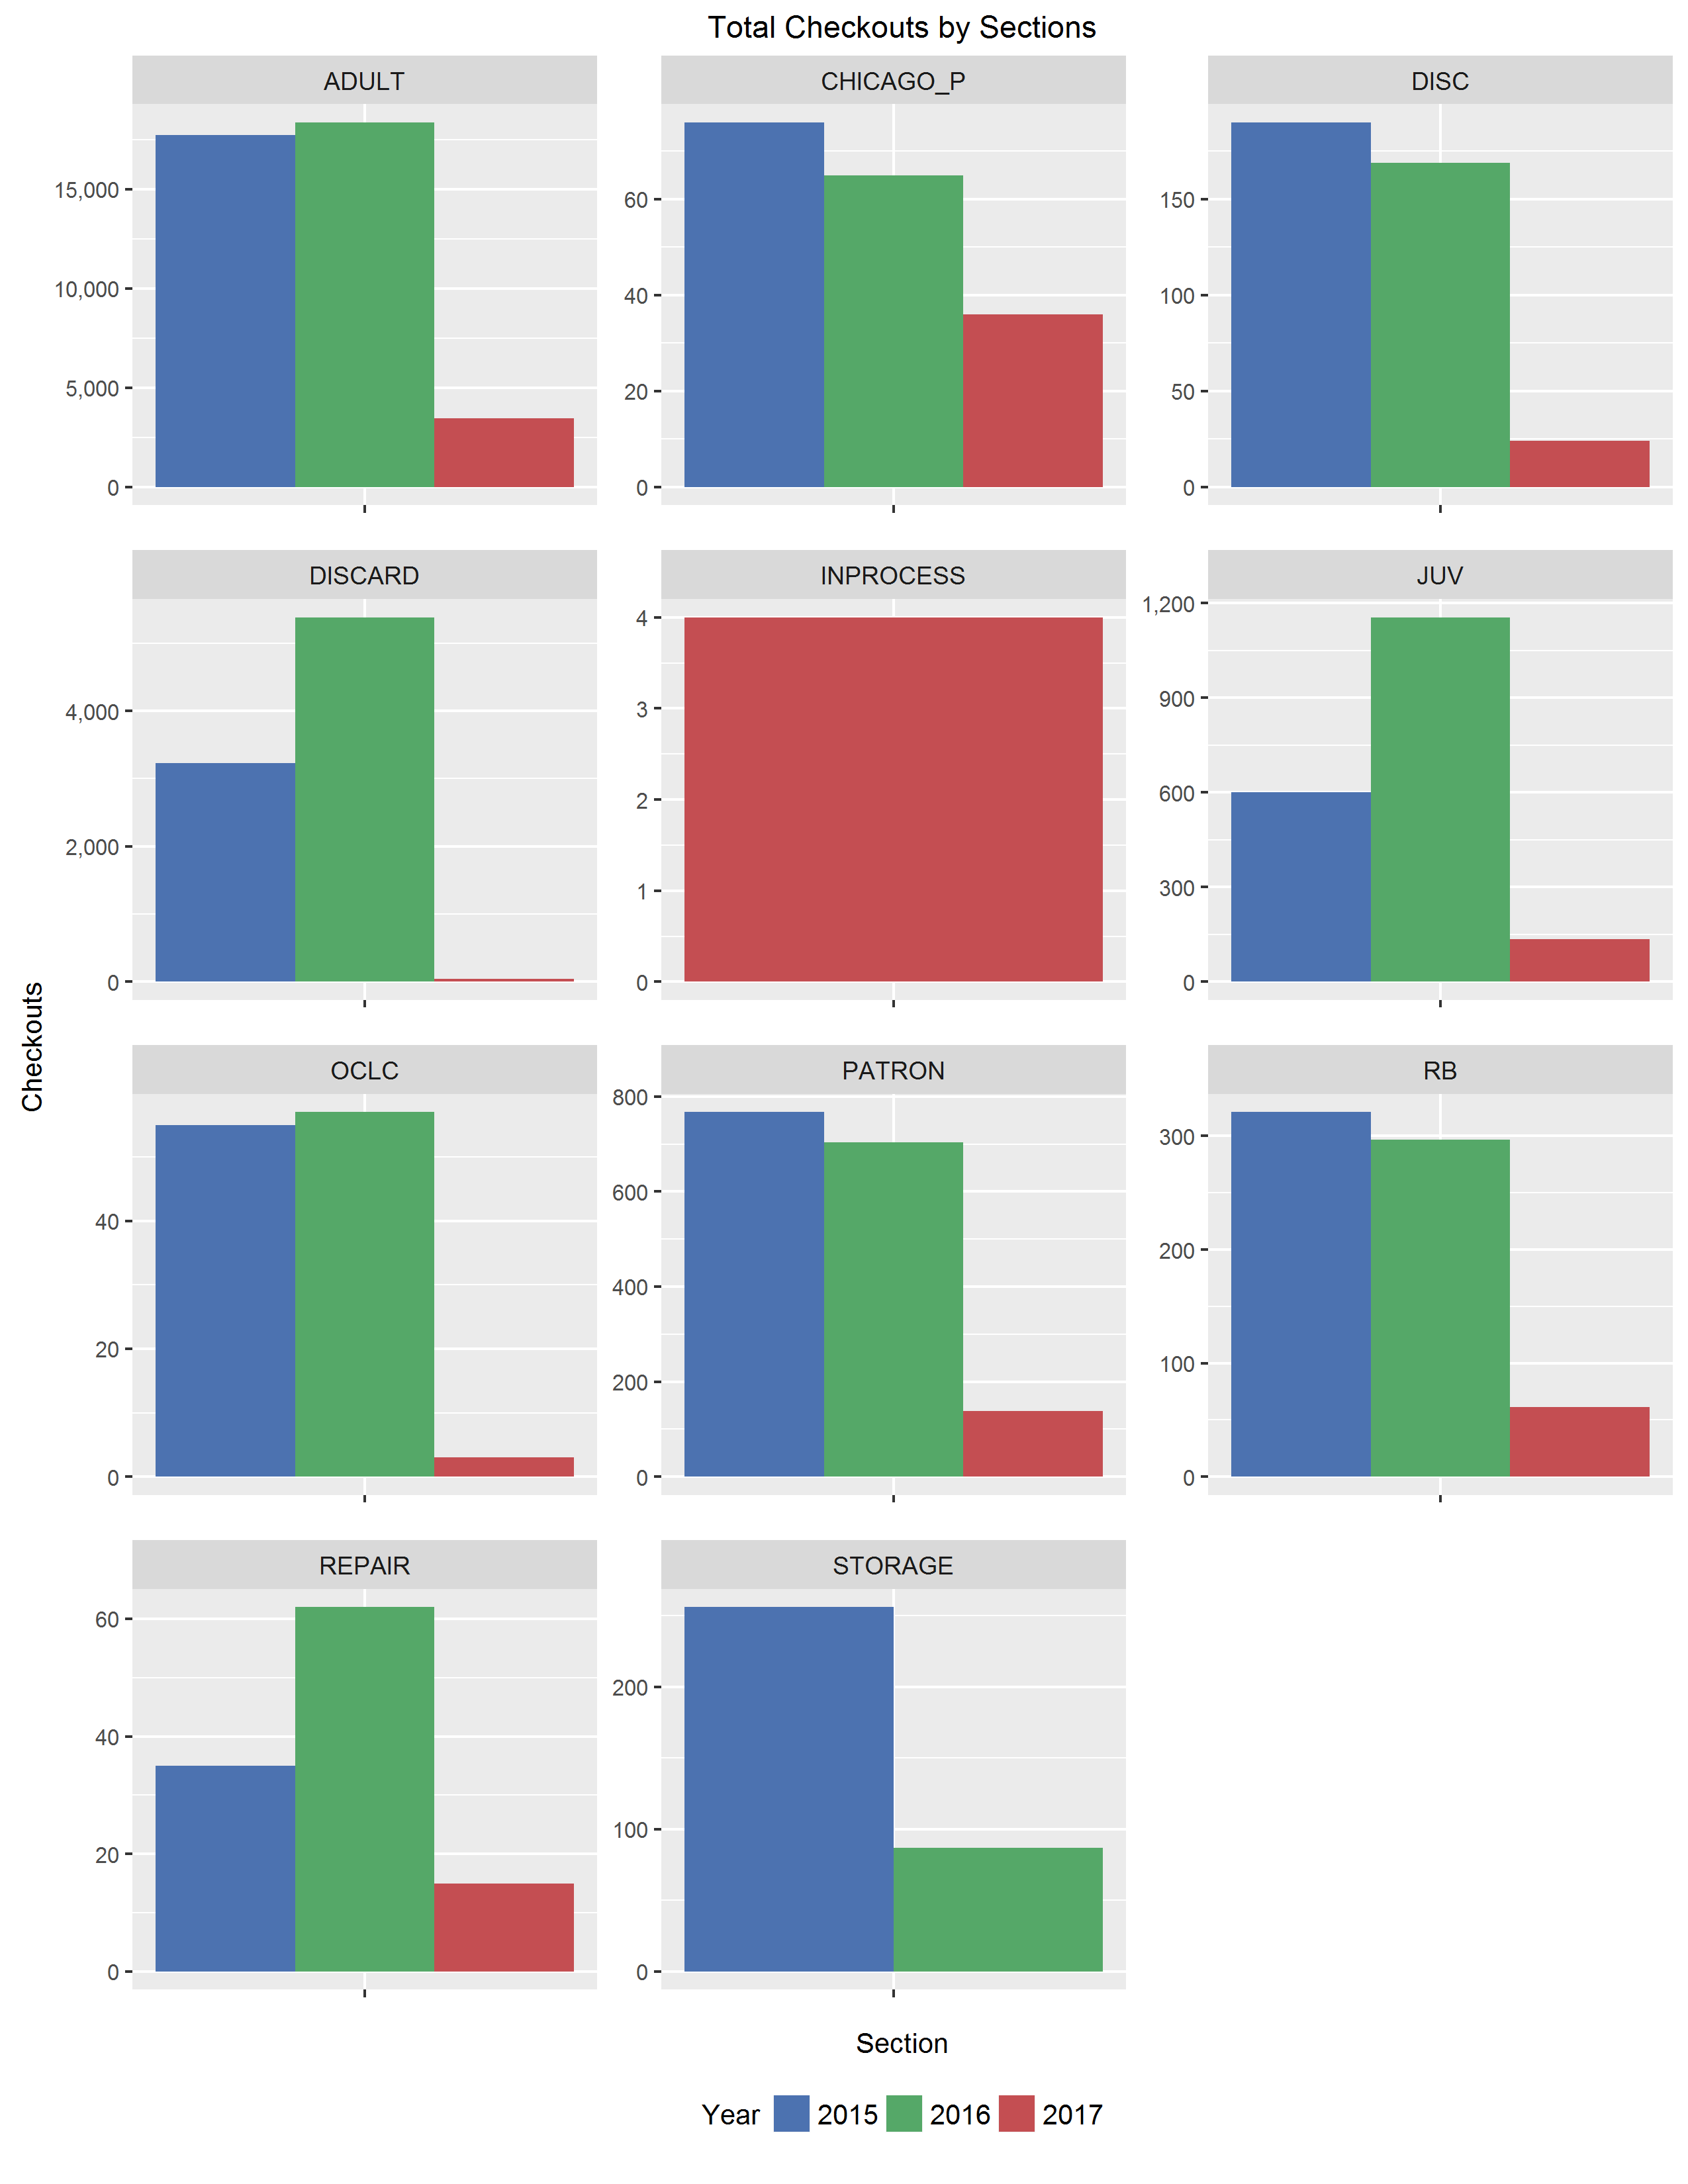 Total Checkouts by Sections
ADULT
CHICAGO_P
DISC
15,000
10,000
5,000
0
60
40
20
0
150
100
50
0
DISCARD
INPROCESS
JUV
4,000
2,000
0
4
3
2
1
0
1,200
900
600
300
0
Checkouts
OCLC
PATRON
RB
40
20
0
800
600
400
200
0
300
200
100
0
REPAIR
STORAGE
60
40
20
0
200
100
0
Section
Year 2015 2016 2017